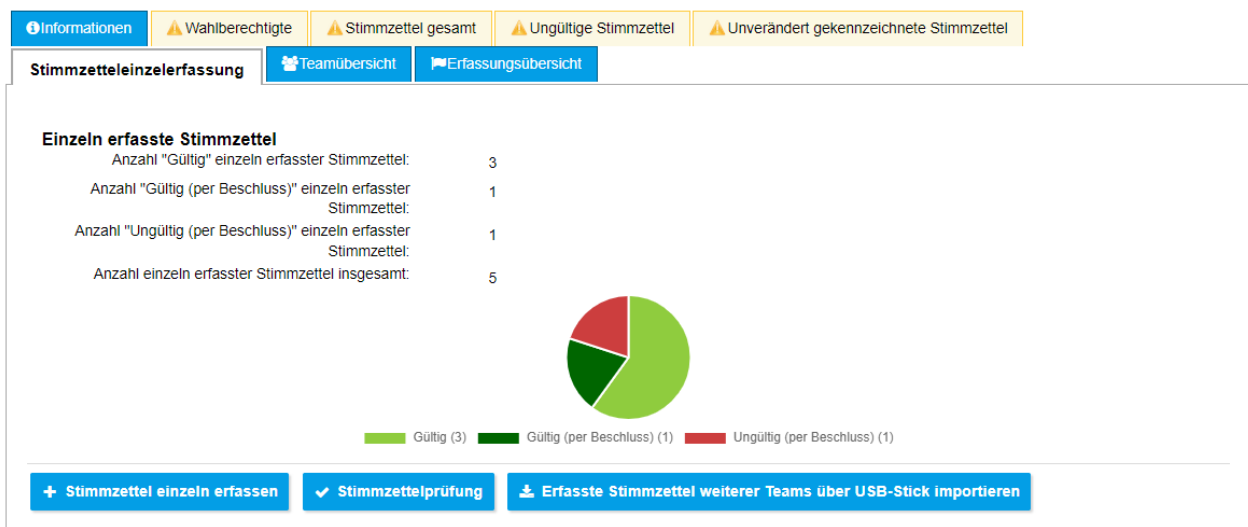 Informationen Wahlberechtigte Stimmzettel gesamt Ungültige Stimmzettel Unverändert gekennzeichnete Stimmzettel
Stimmzetteleinzelerfassung Teamübersicht Erfassungsübersicht
Einzeln erfasste Stimmzettel
Anzahl "Gültig" einzeln erfasster Stimmzettel: 3
Anzahl "Gültig (per Beschluss)" einzeln erfasster 1
Stimmzettel:
Anzahl "Ungültig (per Beschluss)" einzeln erfasster 1
Stimmzettel:
Anzahl einzeln erfasster Stimmzettel insgesamt: 5
Gültig (3) Gültig (per Beschluss) (1) Ungültig (per Beschluss) (1)
Stimmzettel einzeln erfassen Stimmzettelprüfung Erfasste Stimmzettel weiterer Teams über USB-Stick importieren